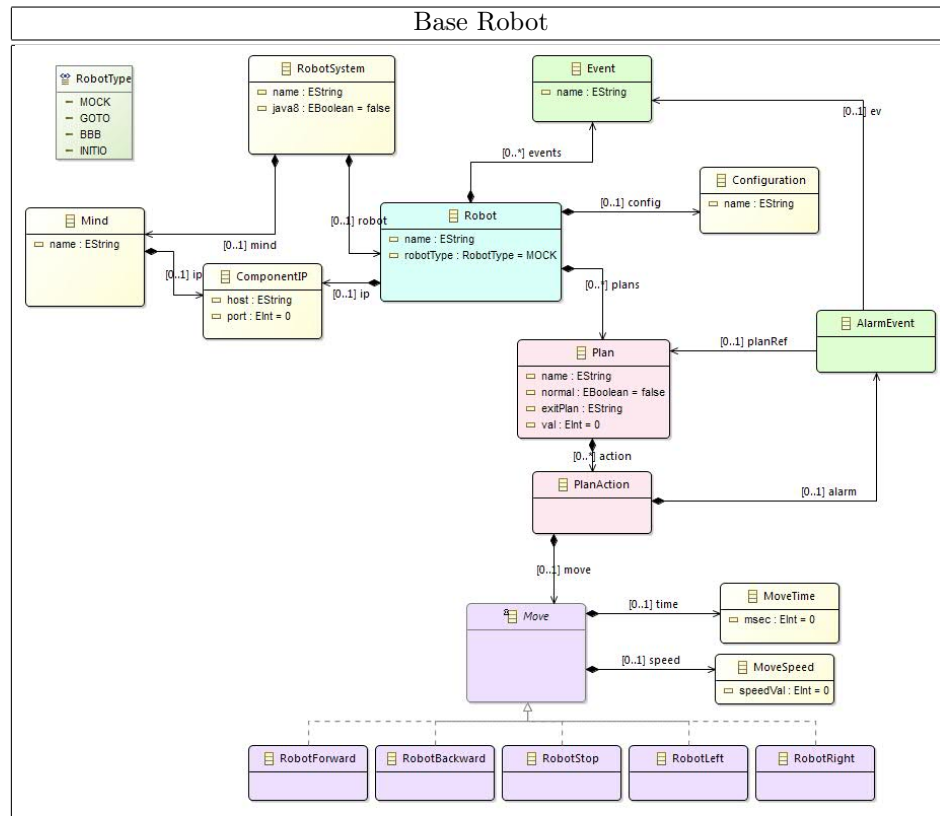 Base Robot
RobotType
MOCK
GOTO
BBB
INITIO
RobotSystem
name : EString
java8 : EBoolean = false
Event
name : EString
[0..1] ev
[0..*] events
Configuration
name : EString
[0..1] config
Mind
name : EString
[0..1] mind
[0..1] robot
Robot
name : EString
robotType : RobotType = MOCK
[0..1] ip
ComponentIP
host : EString
port : EInt = 0
[0..1] ip
[0..*] plans
AlarmEvent
[0..1] planRef
Plan
name : EString
normal : EBoolean = false
exitPlan : EString
val : EInt = 0
[0..*] action
PlanAction
[0..1] alarm
[0..1] move
Move
[0..1] time
MoveTime
msec : EInt = 0
[0..1] speed
MoveSpeed
speedVal : EInt = 0
RobotForward
RobotBackward
RobotStop
RobotLeft
RobotRight